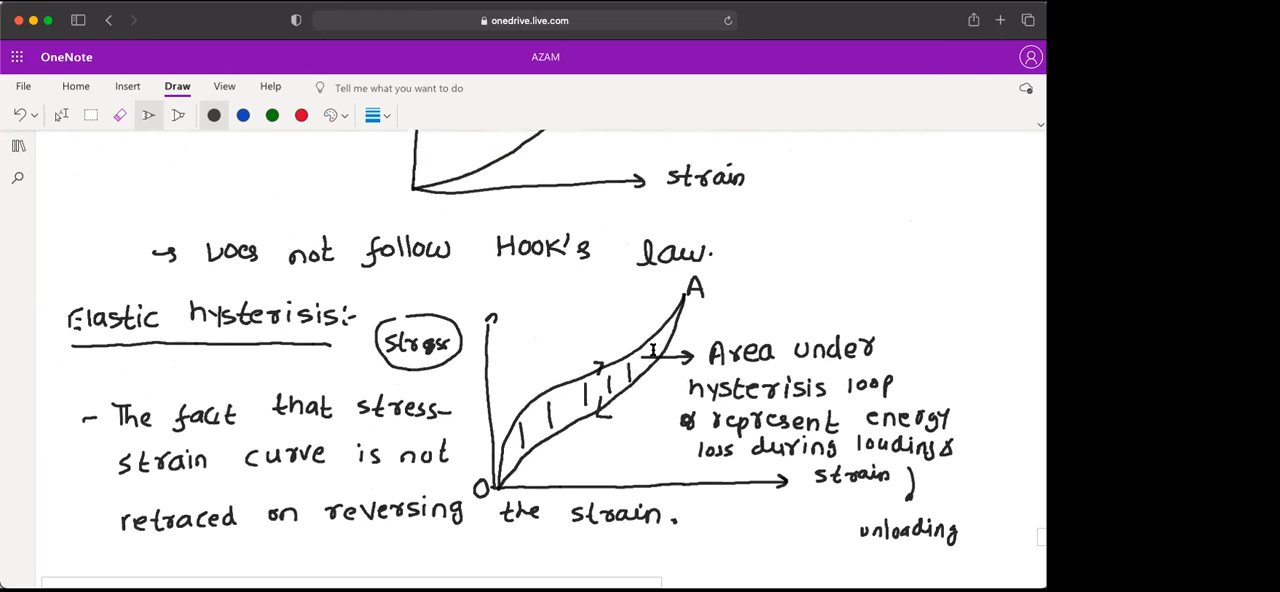 onedrive.live.com
OneNote
AZAM
File Home Insert Draw View Help Tell me what you want to do
strain
→ Does not follow HOOK's law.
Elastic hysterisis:-
stress
A
→ Area under
hysterisis loop
represent energy
loss during loading &
unloading
- The fact that stress-
strain curve is not
retraced on reversing the strain.
O
strain